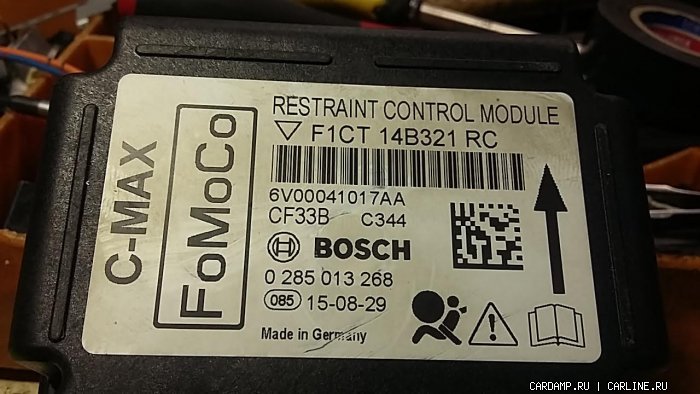 C-MAX
FoMoCo
RESTRAINT CONTROL MODULE
F1CT 14B321 RC
6V00041017AA
CF33B C344
BOSCH
0 285 013 268
085 15-08-29
Made in Germany
CARDAMP.RU | CARLINE.RU